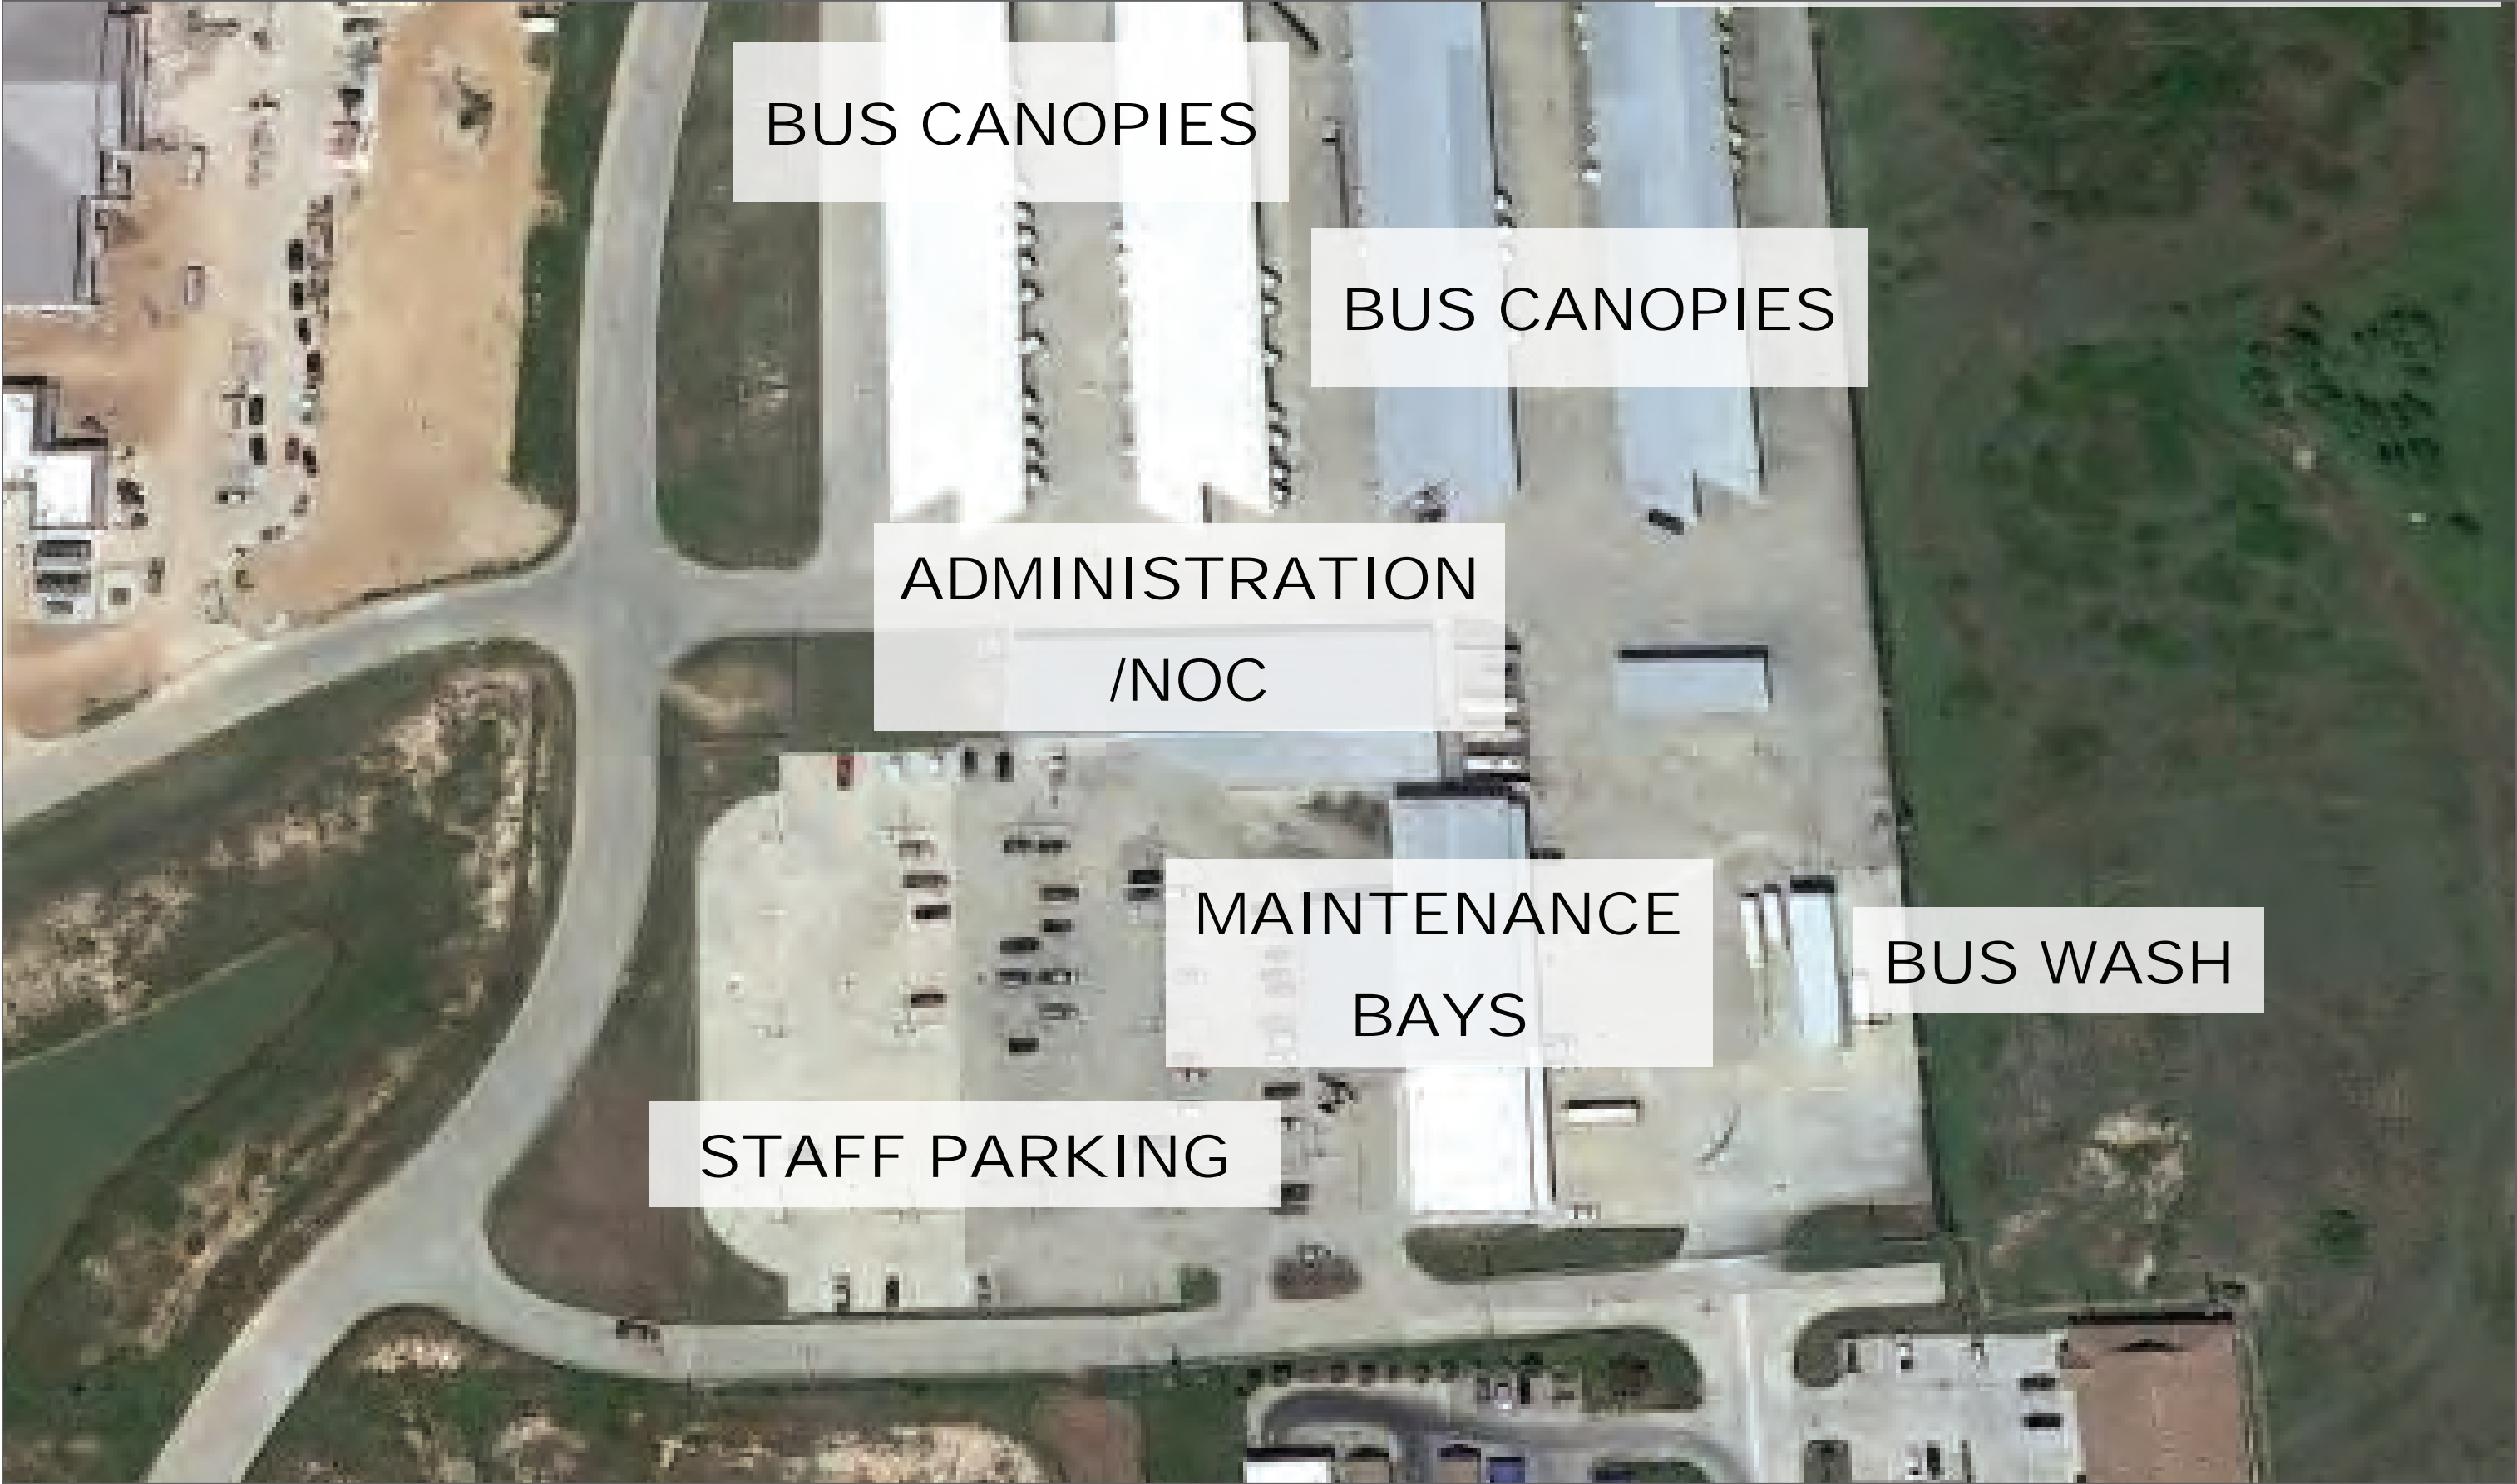 BUS CANOPIES
BUS CANOPIES
ADMINISTRATION
/NOC
MAINTENANCE
BAYS
BUS WASH
STAFF PARKING